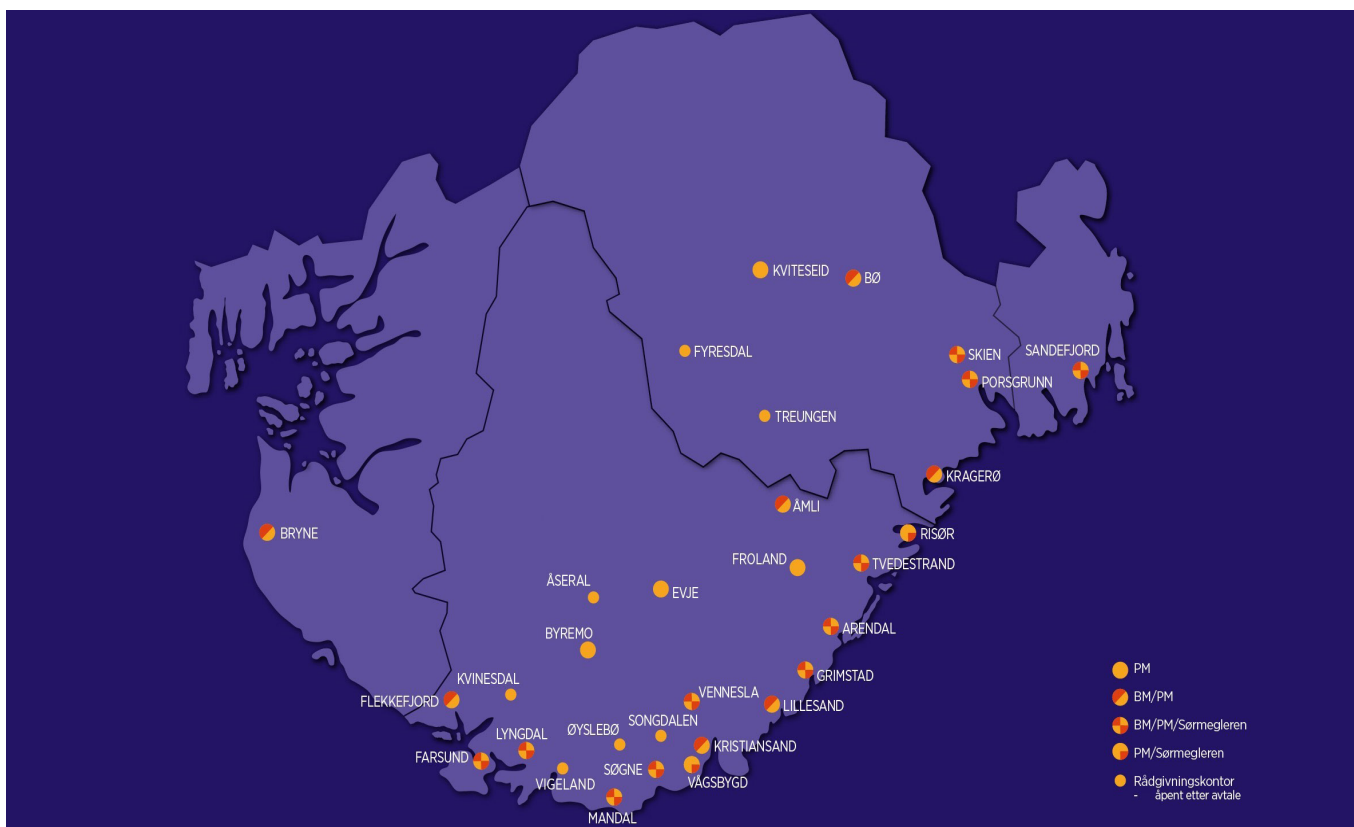 KVITESEID
BØ
FYRESDAL
SKIEN
SANDEFJORD
PORSGRUNN
TREUNGEN
KRAGERØ
ÅMLI
BRYNE
RISØR
FROLAND
TVEDESTRAND
ÅSERAL
EVJE
ARENDAL
BYREMO
GRIMSTAD
KVINESDAL
FLEKKEFJORD
VENNESLA
LILLESAND
SONGDALEN
ØYSLEBØ
LYNGDAL
KRISTIANSAND
FARSUND
SØGNE
VIGELAND
VÅGSBYGD
MANDAL
PM
BM/PM
BM/PM/Sørmegleren
PM/Sørmegleren
Rådgivningskontor
- åpent etter avtale